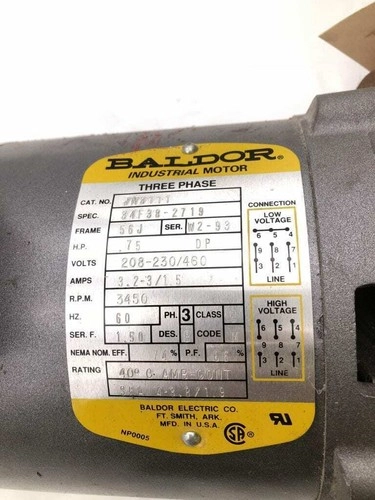 BALDOR®
INDUSTRIAL MOTOR
THREE PHASE
CAT. NO.
SPEC. 34F38-2719
FRAME 56J SER. W2-93
H.P. .75 DP
VOLTS 208-230/460
AMPS 3.2-3/1.5
R.P.M. 3450
HZ. 60 PH. 3 CLASS
SER. F. 1.50 DES. CODE
NEMA NOM. EFF. % P.F. %
RATING 40° C AMB-CONT
CONNECTION
LOW VOLTAGE
6 5 4
9 8 7
3 2 1
LINE
HIGH VOLTAGE
6 5 4
9 8 7
3 2 1
LINE
BALDOR ELECTRIC CO.
FT. SMITH, ARK.
MFD. IN U.S.A.
NP0005
SA